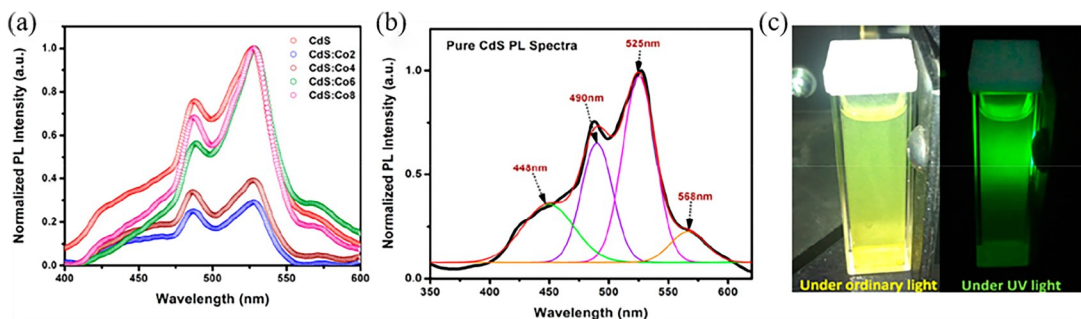 (a)
Normalized PL Intensity (a.u.)
1.0
0.8
0.6
0.4
0.2
0.0
CdS
CdS:Co2
CdS:Co4
CdS:Co6
CdS:Co8
400
450
500
550
600
Wavelength (nm)
(b)
Normalized PL Intensity (a.u.)
1.0
0.5
0.0
Pure CdS PL Spectra
525nm
490nm
448nm
568nm
350
400
450
500
550
600
Wavelength (nm)
(c)
Under ordinary light
Under UV light